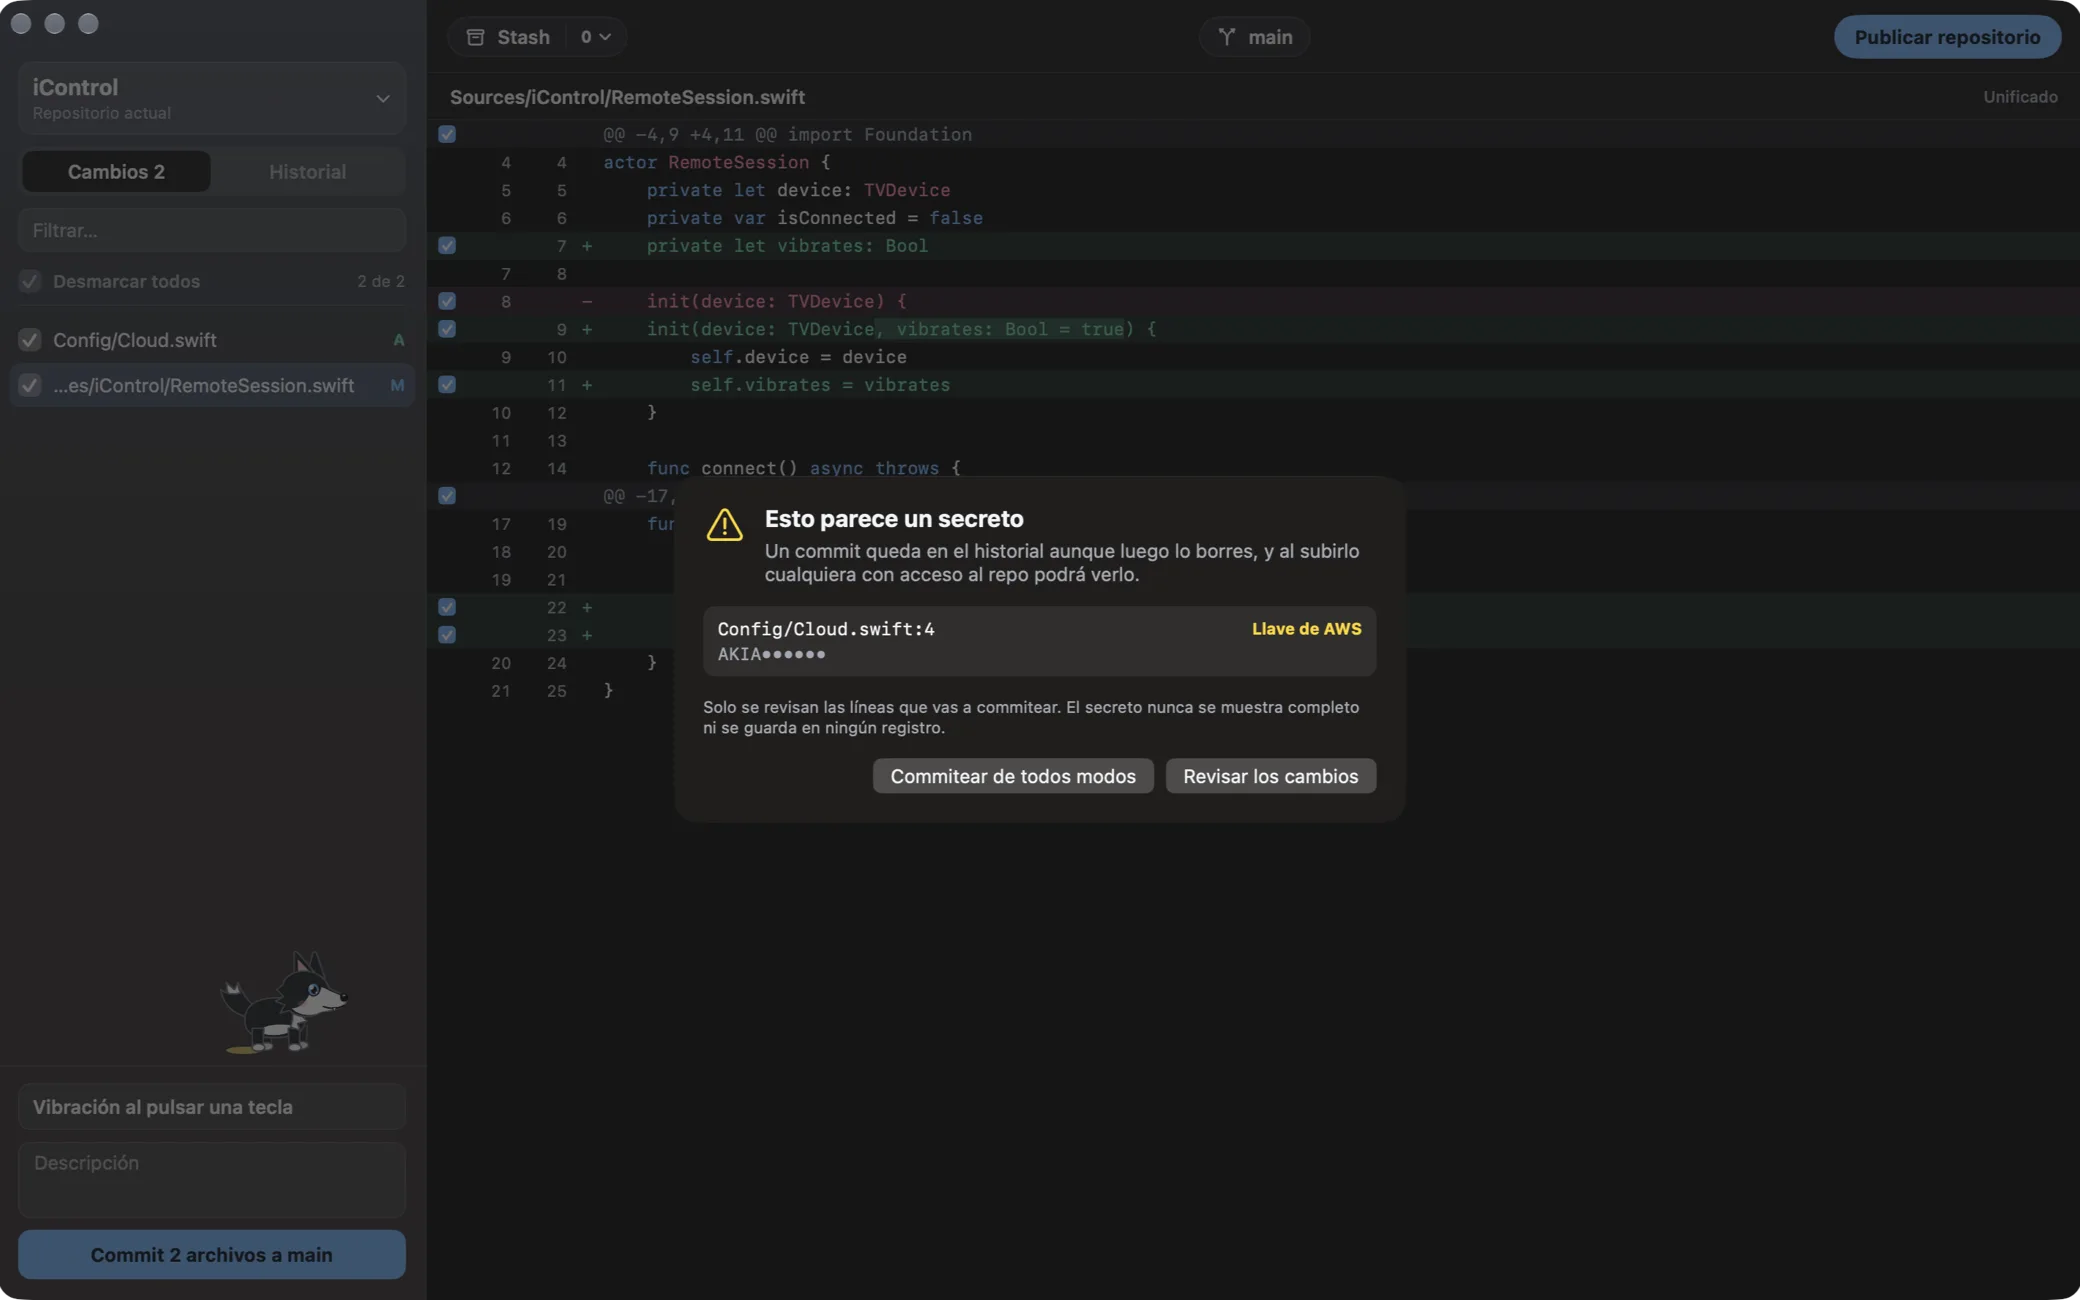 Stash 0
main
Publicar repositorio
iControl
Repositorio actual
Cambios 2 Historial
Filtrar...
Desmarcar todos 2 de 2
Config/Cloud.swift A
...es/iControl/RemoteSession.swift M
Sources/iControl/RemoteSession.swift Unificado
@@ -4,9 +4,11 @@ import Foundation
4 4 actor RemoteSession {
5 5 private let device: TVDevice
6 6 private var isConnected = false
7 + private let vibrates: Bool
7 8
8 - init(device: TVDevice) {
9 + init(device: TVDevice, vibrates: Bool = true) {
9 10 self.device = device
11 + self.vibrates = vibrates
10 12 }
11 13
12 14 func connect() async throws {
@@ -17,
17 19 fun
18 20
19 21
22 +
23 +
20 24 }
21 25 }
Esto parece un secreto
Un commit queda en el historial aunque luego lo borres, y al subirlo
cualquiera con acceso al repo podrá verlo.
Config/Cloud.swift:4 Llave de AWS
AKIA••••••
Solo se revisan las líneas que vas a commitear. El secreto nunca se muestra completo
ni se guarda en ningún registro.
Commitear de todos modos Revisar los cambios
Vibración al pulsar una tecla
Descripción
Commit 2 archivos a main